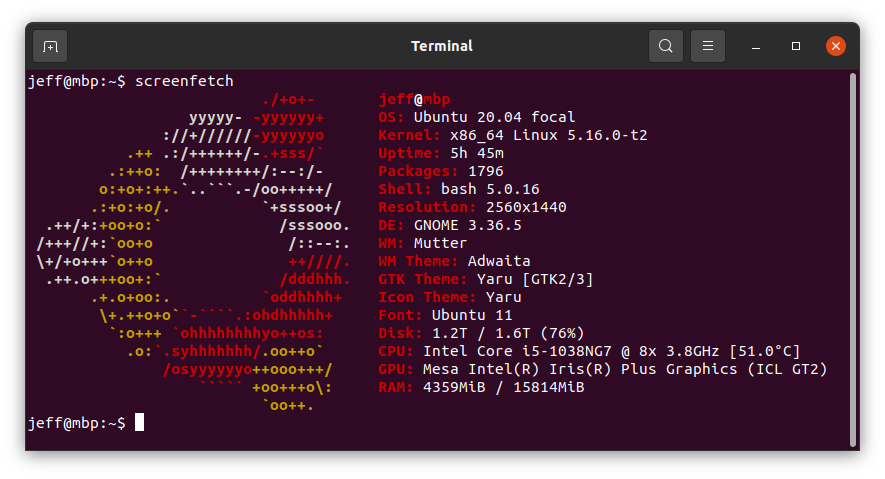 Terminal
jeff@mbp:~$ screenfetch
                          ./+o+-       jeff@mbp
                  yyyyy- -yyyyyy+      OS: Ubuntu 20.04 focal
               ://+//////-yyyyyyo      Kernel: x86_64 Linux 5.16.0-t2
           .++ .:/++++++/-.+sss/`      Uptime: 5h 45m
         .:++o:  /++++++++/:--:/-      Packages: 1796
        o:+o+:++.`..```.-/oo+++++/     Shell: bash 5.0.16
       .:+o:+o/.          `+sssoo+/    Resolution: 2560x1440
  .++/+:+oo+o:`             /sssooo.   DE: GNOME 3.36.5
 /+++//+:`oo+o               /::--:.   WM: Mutter
 \+/+o+++`o++o               ++////.   WM Theme: Adwaita
  .++.o+++oo+:`             /dddhhh.   GTK Theme: Yaru [GTK2/3]
       .+.o+oo:.          `oddhhhh+    Icon Theme: Yaru
        \+.++o+o``-````.:ohdhhhhh+     Font: Ubuntu 11
         `:o+++ `ohhhhhhhhyo++os:      Disk: 1.2T / 1.6T (76%)
           .o:`.syhhhhhhh/.oo++o`      CPU: Intel Core i5-1038NG7 @ 8x 3.8GHz [51.0°C]
               /osyyyyyyo++ooo+++/     GPU: Mesa Intel(R) Iris(R) Plus Graphics (ICL GT2)
                   ````` +oo+++o\:     RAM: 4359MiB / 15814MiB
                          `oo++.
jeff@mbp:~$